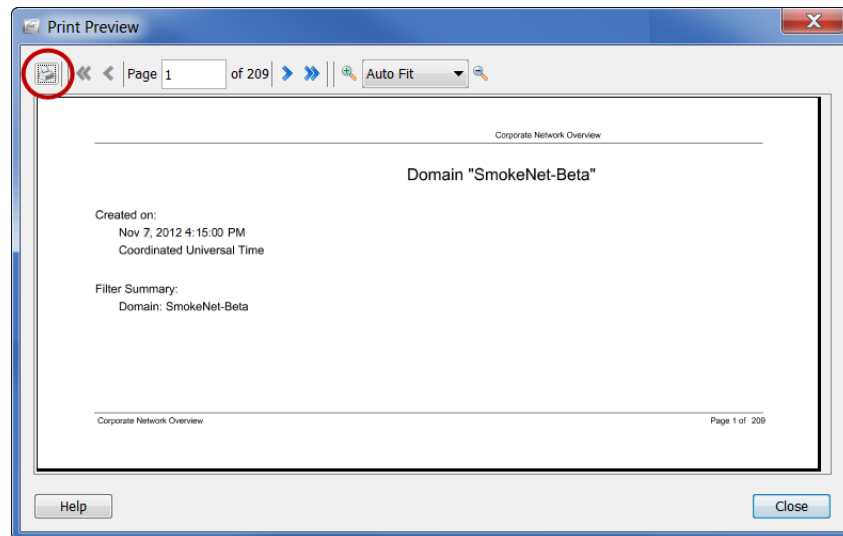 Print Preview
Page 1 of 209 Auto Fit
Corporate Network Overview
Domain "SmokeNet-Beta"
Created on:
Nov 7, 2012 4:15:00 PM
Coordinated Universal Time
Filter Summary:
Domain: SmokeNet-Beta
Corporate Network Overview Page 1 of 209
Help Close